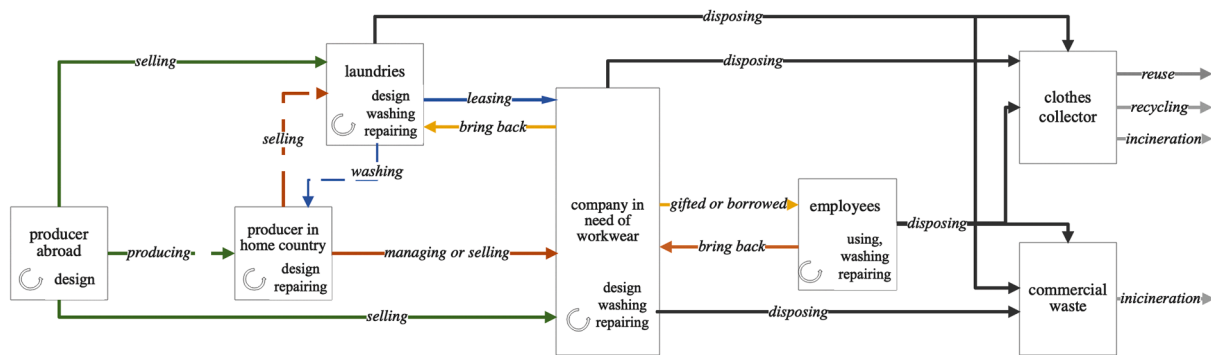 disposing
selling
laundries
design
washing
repairing
leasing
bring back
selling
washing
disposing
clothes
collector
reuse
recycling
incineration
producer
abroad
design
producing
producer in
home country
design
repairing
managing or selling
company in
need of
workwear
design
washing
repairing
gifted or borrowed
bring back
employees
using,
washing
repairing
disposing
selling
disposing
commercial
waste
inicineration